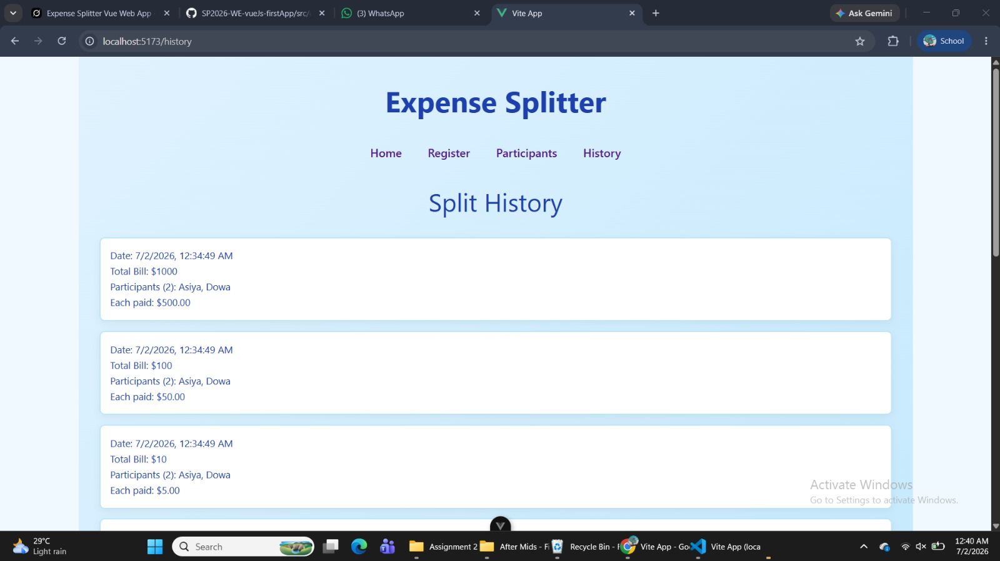 Expense Splitter Vue Web App
SP2026-WE-vueJs-firstApp/src/
(3) WhatsApp
Vite App
Ask Gemini
localhost:5173/history
School
Expense Splitter
Home
Register
Participants
History
Split History
Date: 7/2/2026, 12:34:49 AM
Total Bill: $1000
Participants (2): Asiya, Dowa
Each paid: $500.00
Date: 7/2/2026, 12:34:49 AM
Total Bill: $100
Participants (2): Asiya, Dowa
Each paid: $50.00
Date: 7/2/2026, 12:34:49 AM
Total Bill: $10
Participants (2): Asiya, Dowa
Each paid: $5.00
Activate Windows
Go to Settings to activate Windows.
29°C
Light rain
Search
Assignment 2
After Mids - Fi
Recycle Bin - F
Vite App - Go
Vite App (loca
12:40 AM
7/2/2026